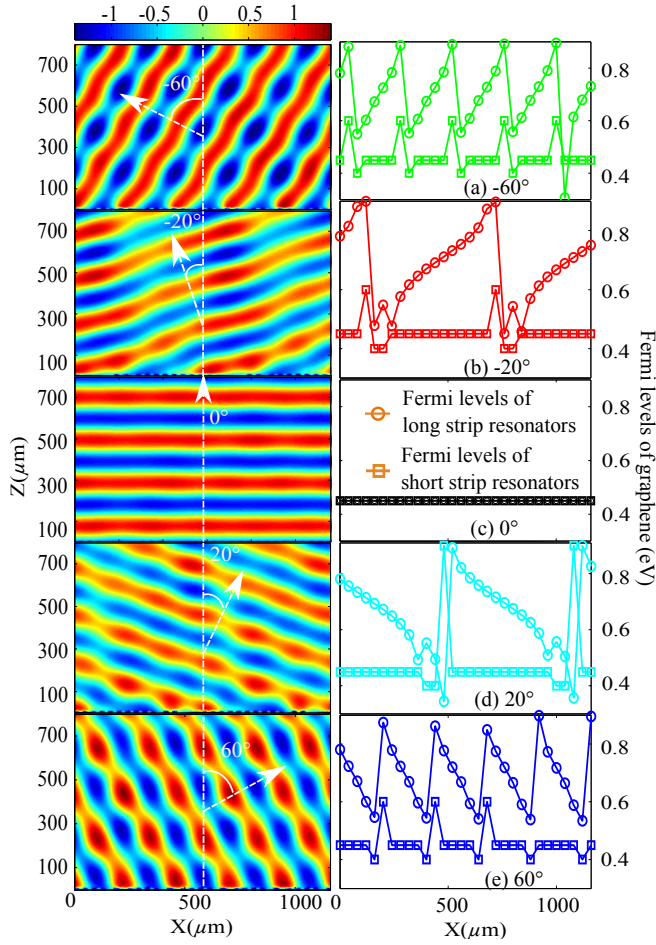 -1 -0.5 0 0.5 1
700
500
300
100
-60°
0.8
0.6
0.4
(a) -60°
700
500
300
100
-20°
0.8
0.6
0.4
(b) -20°
700
500
300
100
0°
Fermi levels of
long strip resonators
Fermi levels of
short strip resonators
0.8
0.6
0.4
(c) 0°
Z(μm)
Fermi levels of graphene (eV)
700
500
300
100
20°
0.8
0.6
0.4
(d) 20°
700
500
300
100
60°
0.8
0.6
0.4
(e) 60°
0 500 1000
X(μm)
500 1000
X(μm)